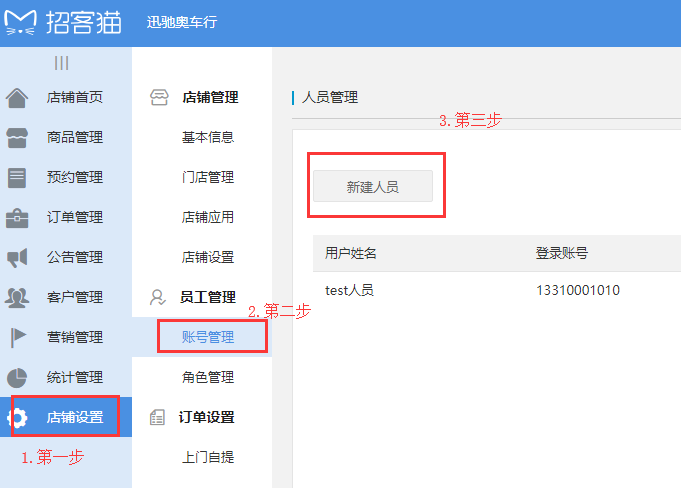 招客猫
迅驰奥车行
店铺首页
商品管理
预约管理
订单管理
公告管理
客户管理
营销管理
统计管理
店铺设置
1.第一步
店铺管理
基本信息
门店管理
店铺应用
店铺设置
员工管理
2.第二步
账号管理
角色管理
订单设置
上门自提
人员管理
3.第三步
新建人员
用户姓名 登录账号
test人员 13310001010